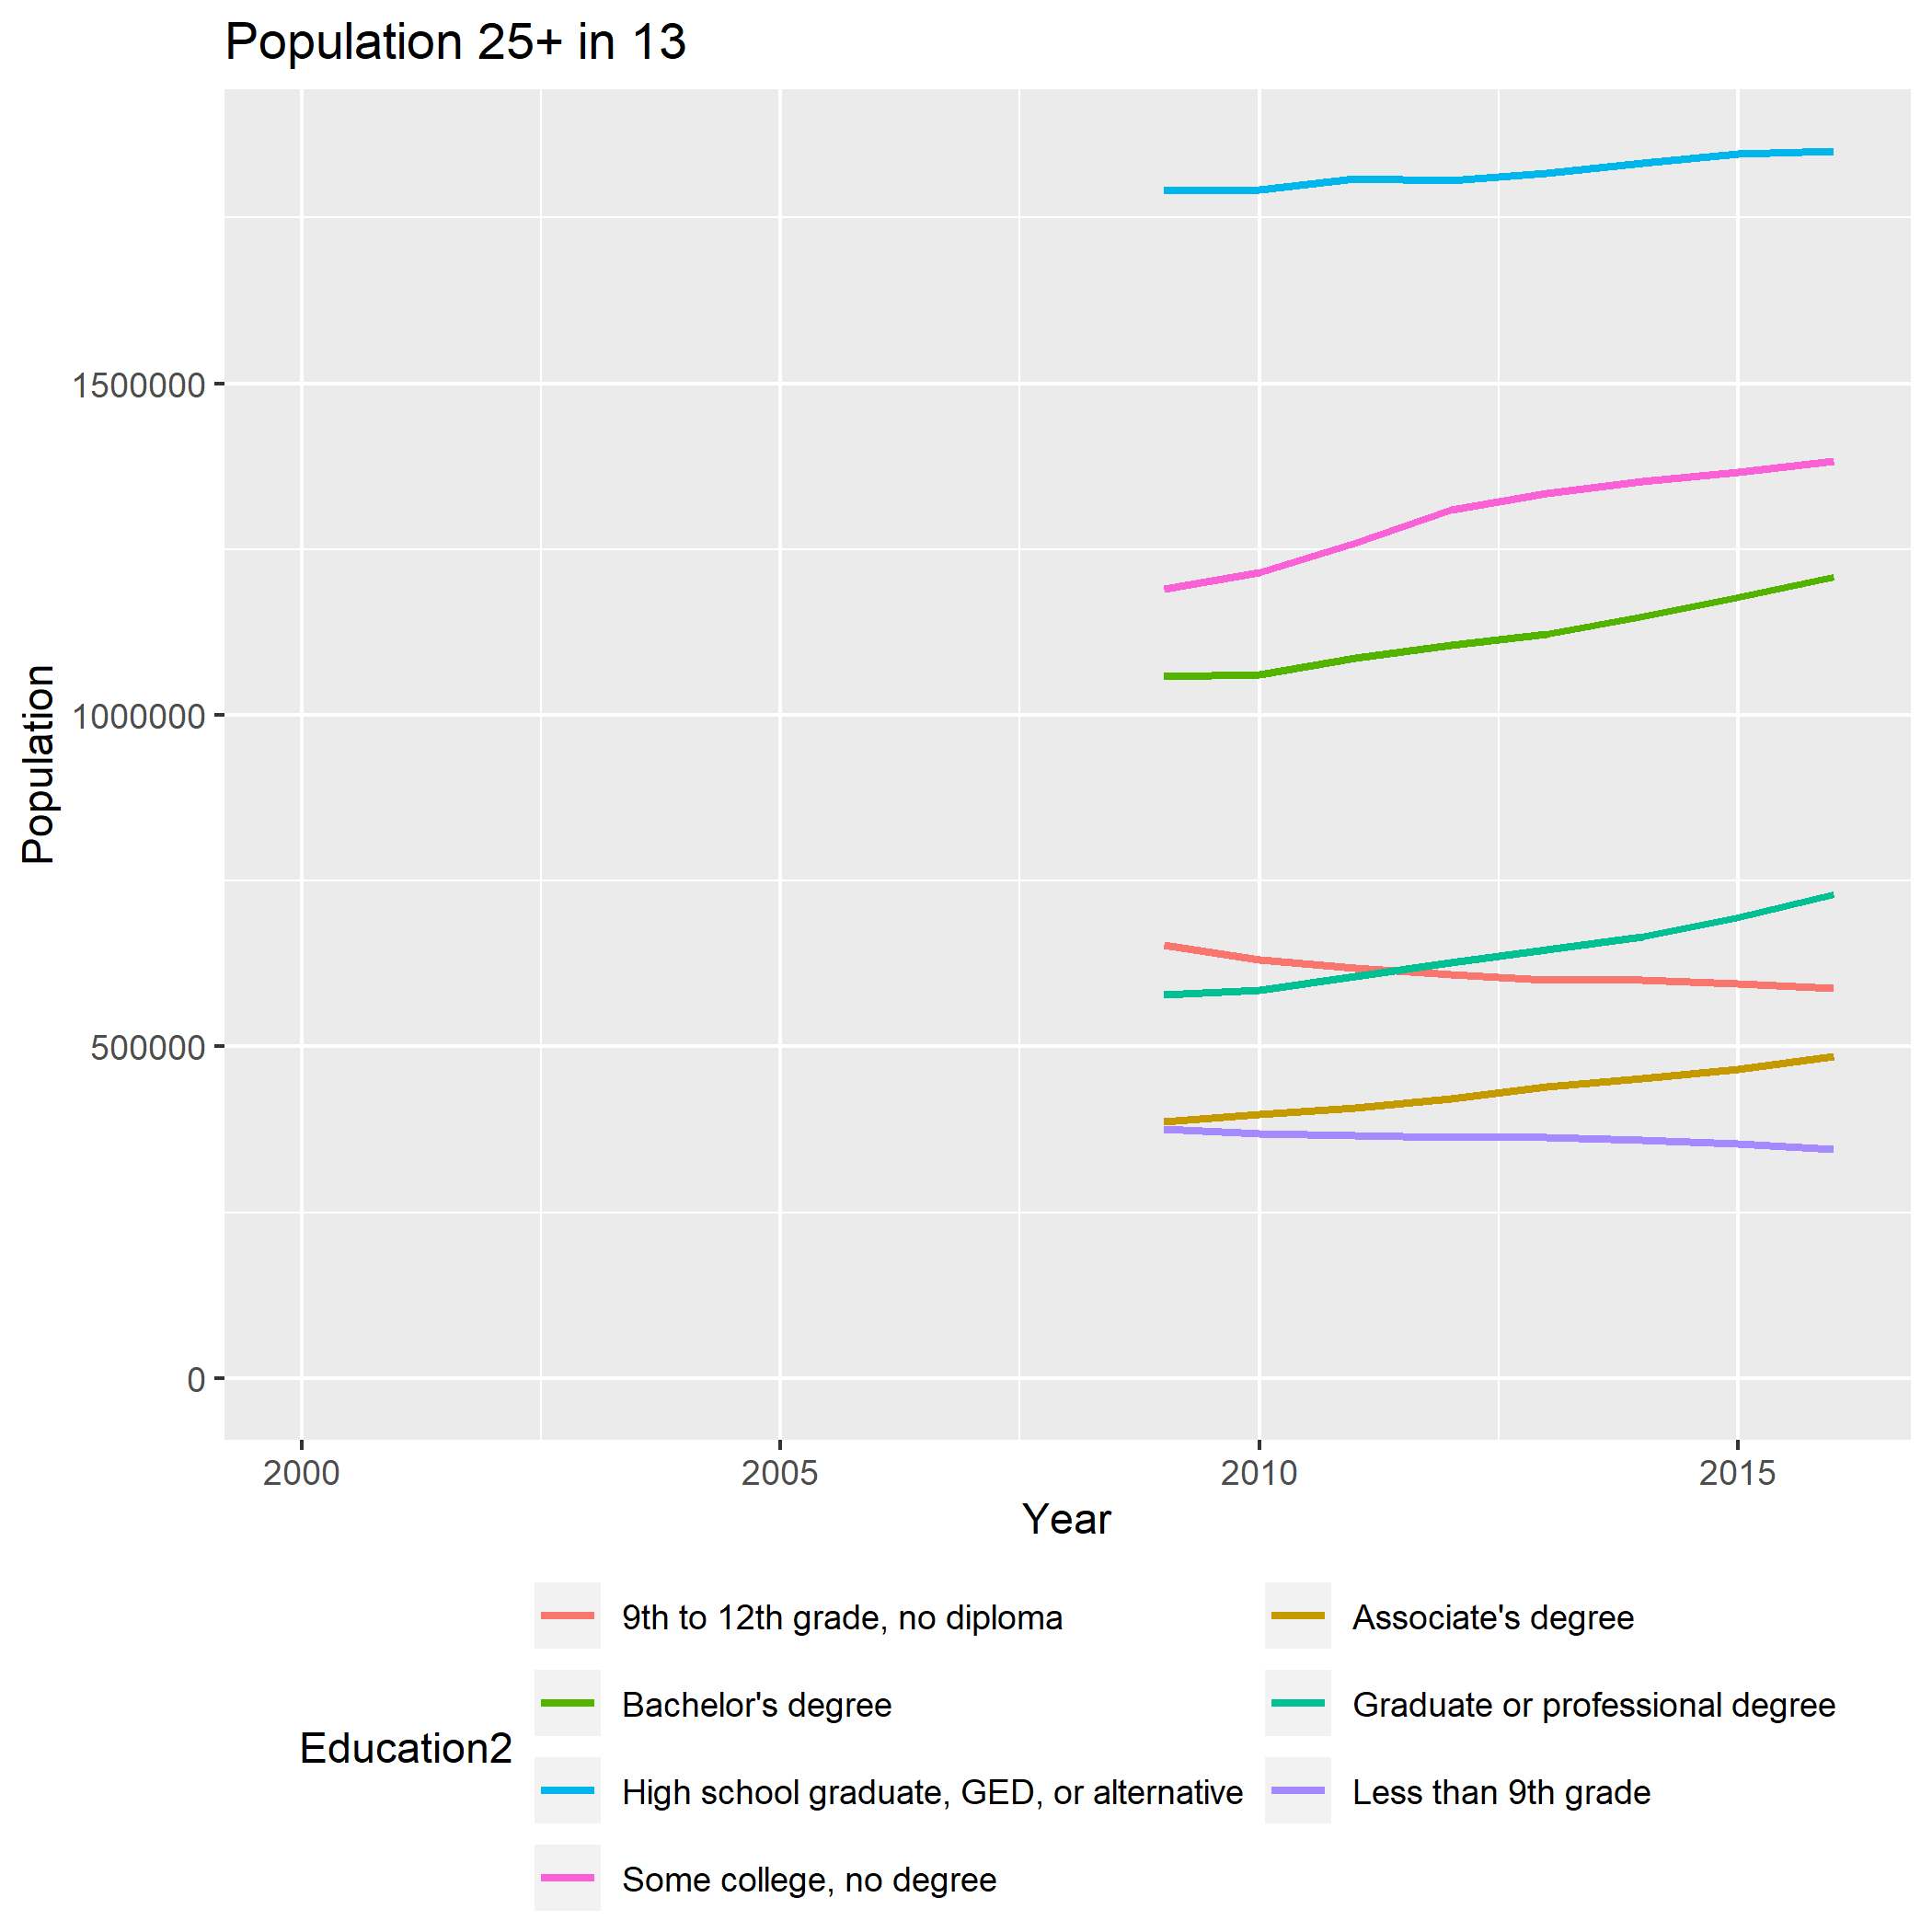 Population 25+ in 13
Population
1500000
1000000
500000
0
2000 2005 2010 2015
Year
Education2
9th to 12th grade, no diploma
Associate's degree
Bachelor's degree
Graduate or professional degree
High school graduate, GED, or alternative
Less than 9th grade
Some college, no degree